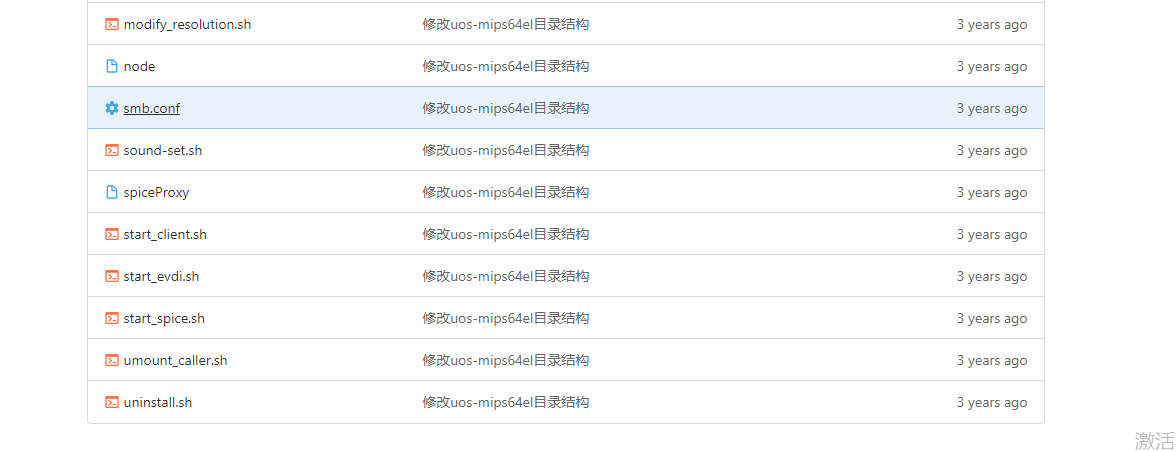 modify_resolution.sh 修改uos-mips64el目录结构 3 years ago
node 修改uos-mips64el目录结构 3 years ago
smb.conf 修改uos-mips64el目录结构 3 years ago
sound-set.sh 修改uos-mips64el目录结构 3 years ago
spiceProxy 修改uos-mips64el目录结构 3 years ago
start_client.sh 修改uos-mips64el目录结构 3 years ago
start_evdi.sh 修改uos-mips64el目录结构 3 years ago
start_spice.sh 修改uos-mips64el目录结构 3 years ago
umount_caller.sh 修改uos-mips64el目录结构 3 years ago
uninstall.sh 修改uos-mips64el目录结构 3 years ago
激活